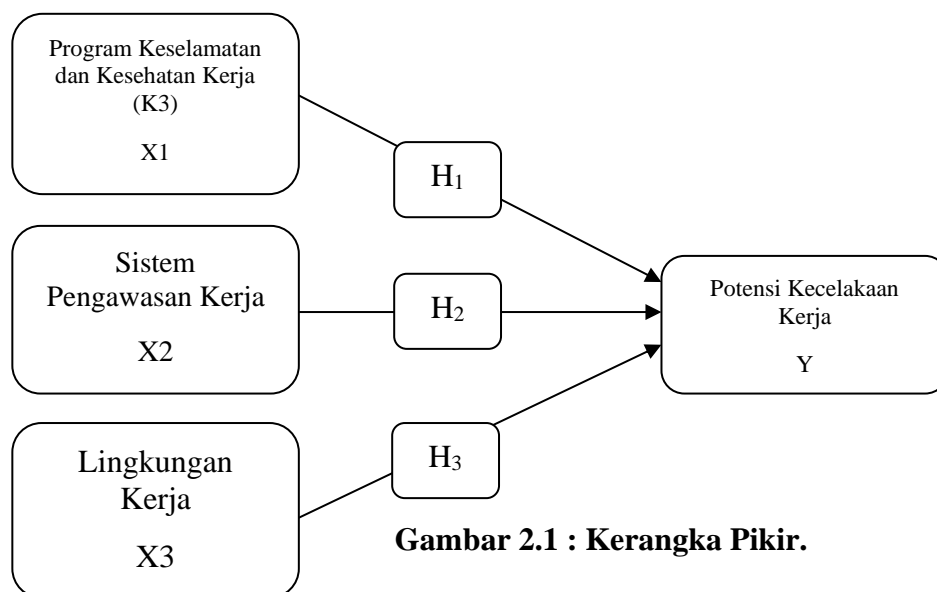 Program Keselamatan
dan Kesehatan Kerja
(K3)
X1
H₁
Sistem
Pengawasan Kerja
X2
H₂
Potensi Kecelakaan
Kerja
Y
Lingkungan
Kerja
X3
H₃
Gambar 2.1 : Kerangka Pikir.